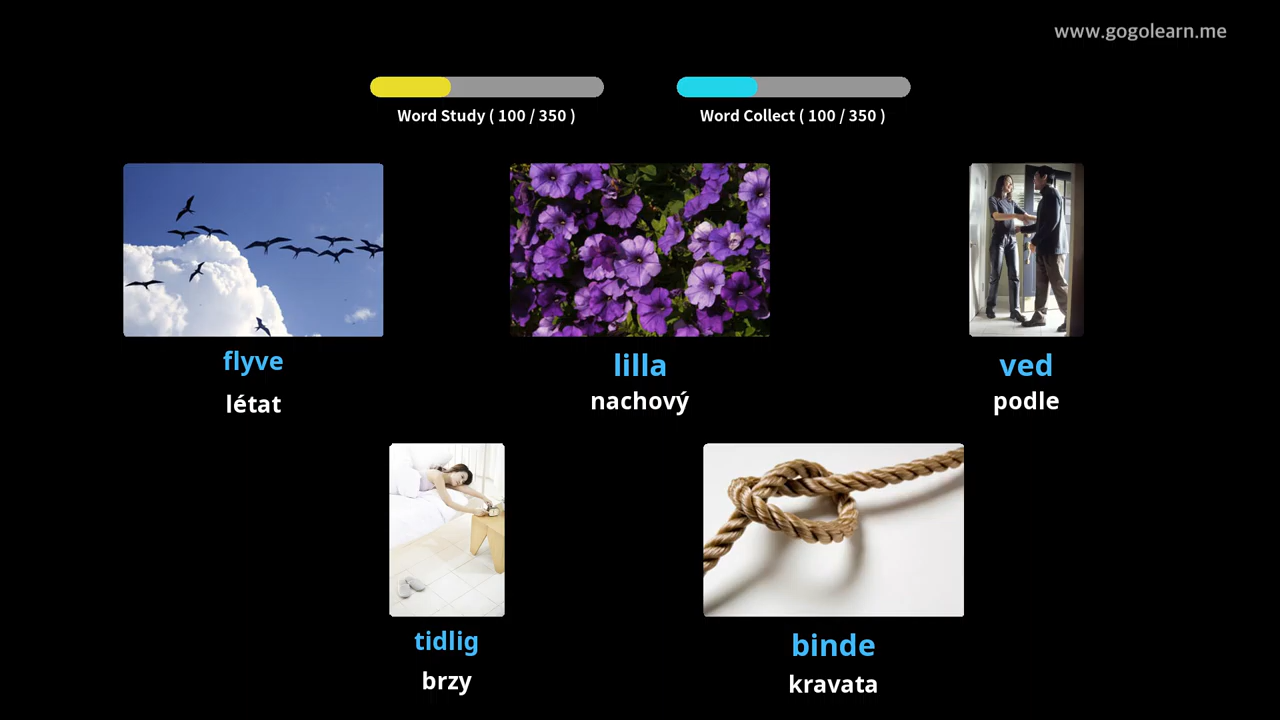 www.gogolearn.me
Word Study ( 100 / 350 )
Word Collect ( 100 / 350 )
flyve
létat
lilla
nachový
ved
podle
tidlig
brzy
binde
kravata